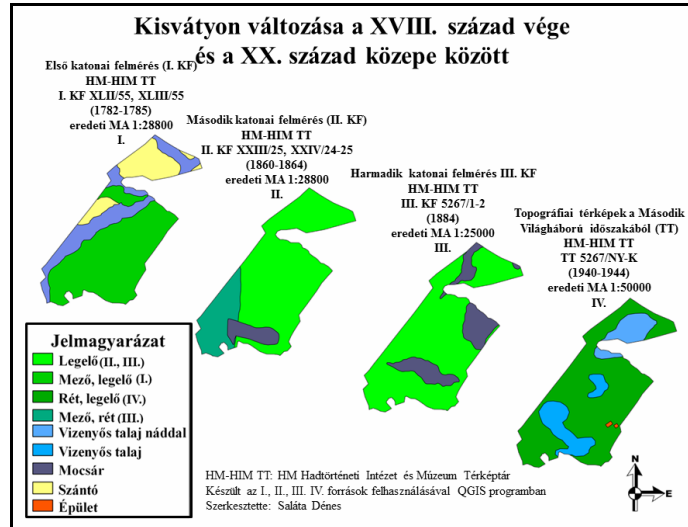 Kisvátyon változása a XVIII. század vége
és a XX. század közepe között
Első katonai felmérés (I. KF)
HM-HIM TT
I. KF XLII/55, XLIII/55
(1782-1785)
eredeti MA 1:28800
I.
Második katonai felmérés (II. KF)
HM-HIM TT
II. KF XXIII/25, XXIV/24-25
(1860-1864)
eredeti MA 1:28800
II.
Harmadik katonai felmérés III. KF
HM-HIM TT
III. KF 5267/1-2
(1884)
eredeti MA 1:25000
III.
Topográfiai térképek a Második
Világháború időszakából (TT)
HM-HIM TT
TT 5267/NY-K
(1940-1944)
eredeti MA 1:50000
IV.
Jelmagyarázat
Legelő (II., III.)
Mező, legelő (I.)
Rét, legelő (IV.)
Mező, rét (III.)
Vizenyős talaj náddal
Vizenyős talaj
Mocsár
Szántó
Épület
HM-HIM TT: HM Hadtörténeti Intézet és Múzeum Térképtár
Készült az I., II., III. IV. források felhasználásával QGIS programban
Szerkesztette: Saláta Dénes
N
E